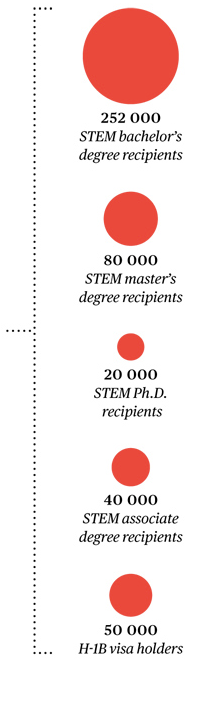 252 000
STEM bachelor's
degree recipients
80 000
STEM master's
degree recipients
20 000
STEM Ph.D.
recipients
40 000
STEM associate
degree recipients
50 000
H-1B visa holders